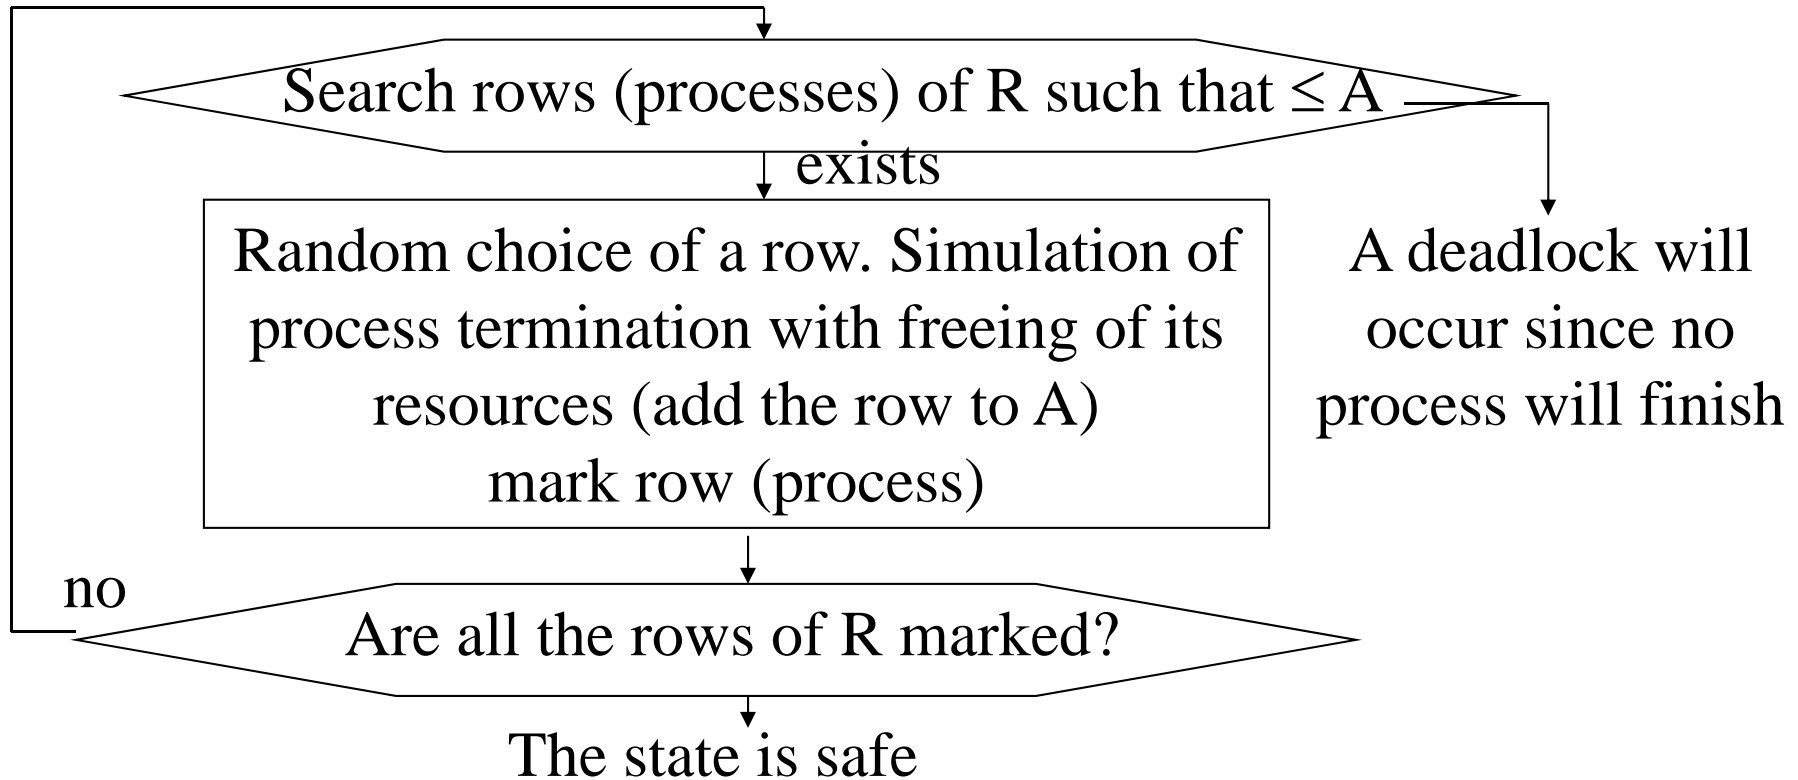 Search rows (processes) of R such that ≤ A
exists
Random choice of a row. Simulation of
process termination with freeing of its
resources (add the row to A)
mark row (process)
A deadlock will
occur since no
process will finish
no
Are all the rows of R marked?
The state is safe